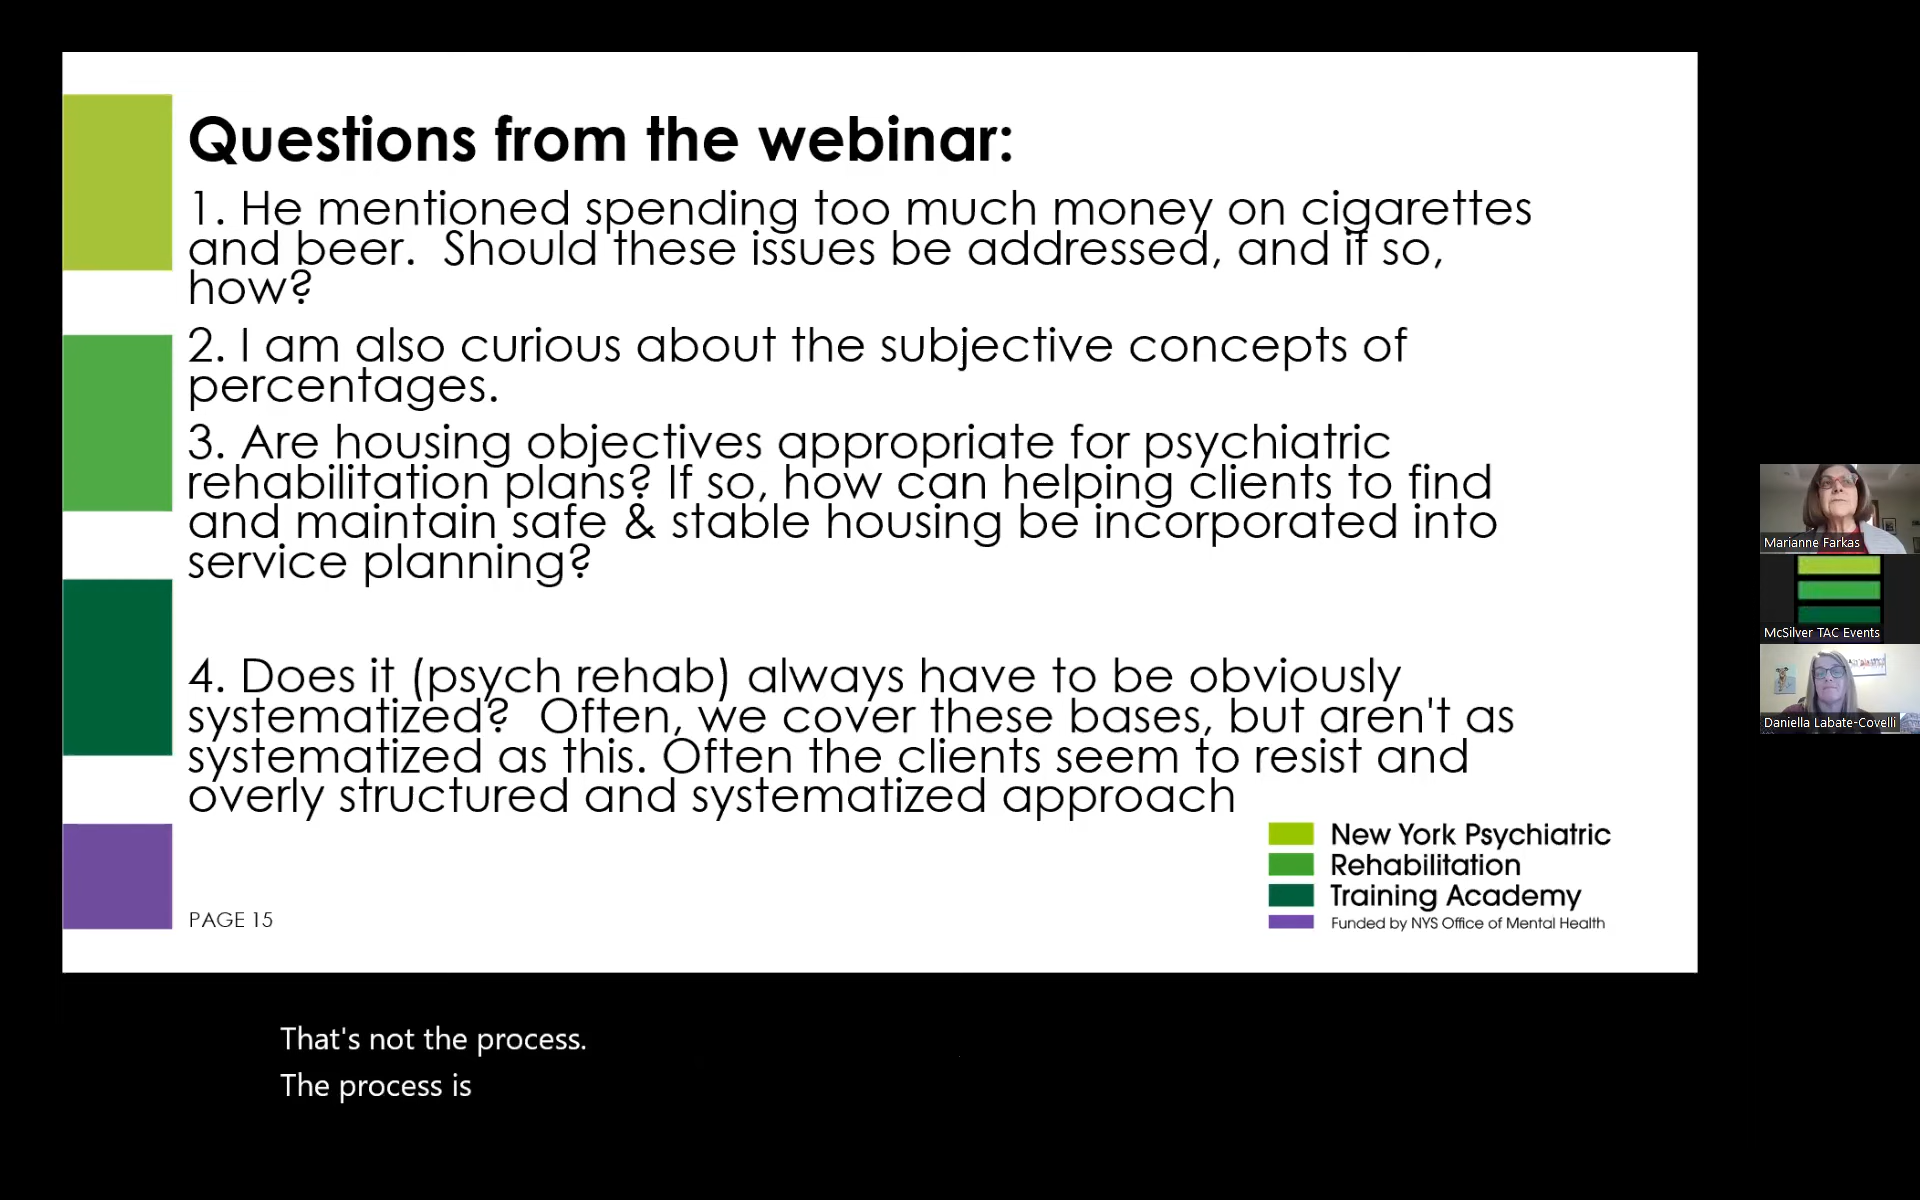 Questions from the webinar:
1. He mentioned spending too much money on cigarettes
and beer.  Should these issues be addressed, and if so,
how?
2. I am also curious about the subjective concepts of
percentages.
3. Are housing objectives appropriate for psychiatric
rehabilitation plans? If so, how can helping clients to find
and maintain safe & stable housing be incorporated into
service planning?
4. Does it (psych rehab) always have to be obviously
systematized?  Often, we cover these bases, but aren't as
systematized as this. Often the clients seem to resist and
overly structured and systematized approach
New York Psychiatric
Rehabilitation
Training Academy
Funded by NYS Office of Mental Health
PAGE 15
Marianne Farkas
McSilver TAC Events
Daniella Labate-Covelli
That's not the process.
The process is